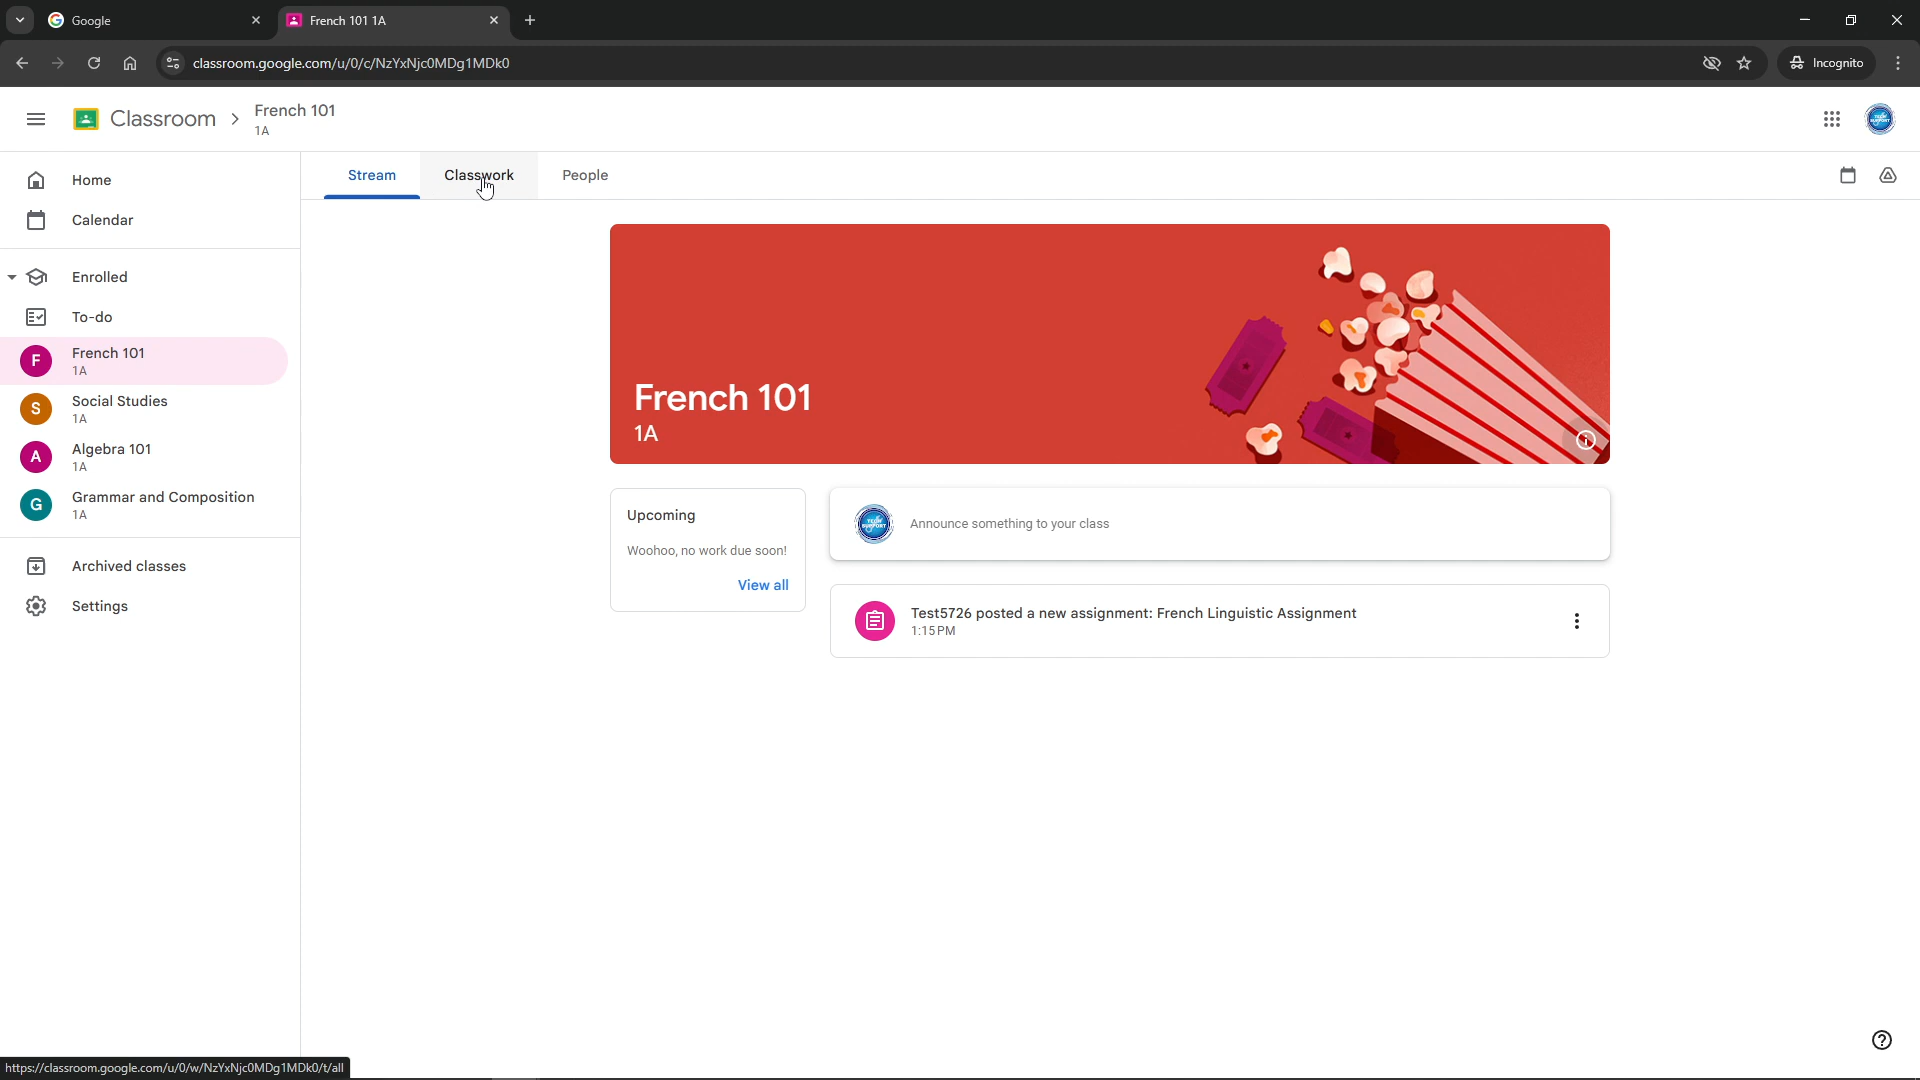 Google
French 101 1A
classroom.google.com/u/0/c/NzYxNjc0MDg1MDk0
Incognito
Classroom
French 101
1A
Home
Calendar
Enrolled
To-do
F
French 101
1A
S
Social Studies
1A
A
Algebra 101
1A
G
Grammar and Composition
1A
Archived classes
Settings
Stream
Classwork
People
French 101
1A
Upcoming
Woohoo, no work due soon!
View all
TECH
SUPPORT
Announce something to your class
Test5726 posted a new assignment: French Linguistic Assignment
1:15 PM
https://classroom.google.com/u/0/w/NzYxNjc0MDg1MDk0/t/all